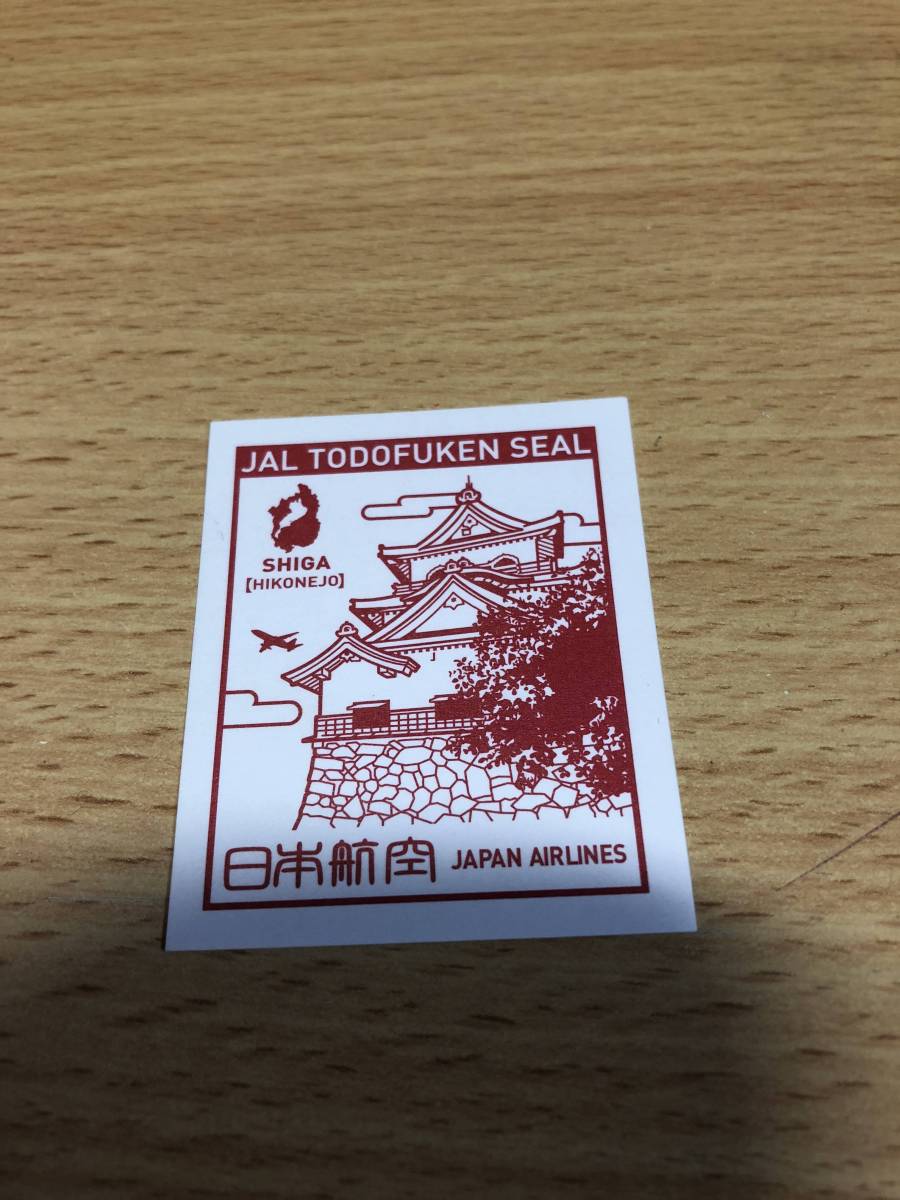 JAL TODOFUKEN SEAL
SHIGA
【HIKONEJO】
日本航空 JAPAN AIRLINES